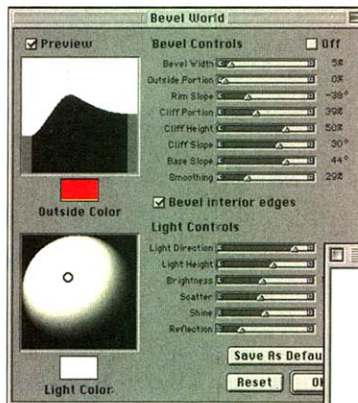 Bevel World
Preview
Outside Color
Bevel Controls
Off
Bevel Width 5%
Outside Portion 0%
Rim Slope -38°
Cliff Portion 39%
Cliff Height 50%
Cliff Slope 30°
Base Slope 44°
Smoothing 29%
Bevel interior edges
Light Controls
Light Direction
Light Height
Brightness
Scatter
Shine
Reflection
Light Color
Save As Defau
Reset
O